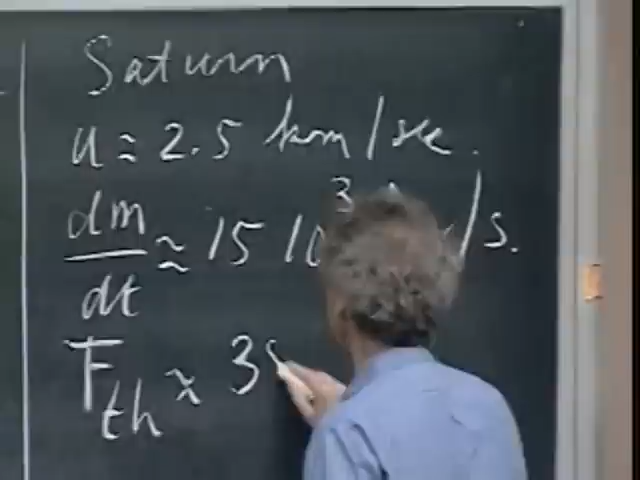 Saturn
u ≈ 2.5 km/sec.
dm/dt ≈ 15 10³ /s.
F_th ≈ 3